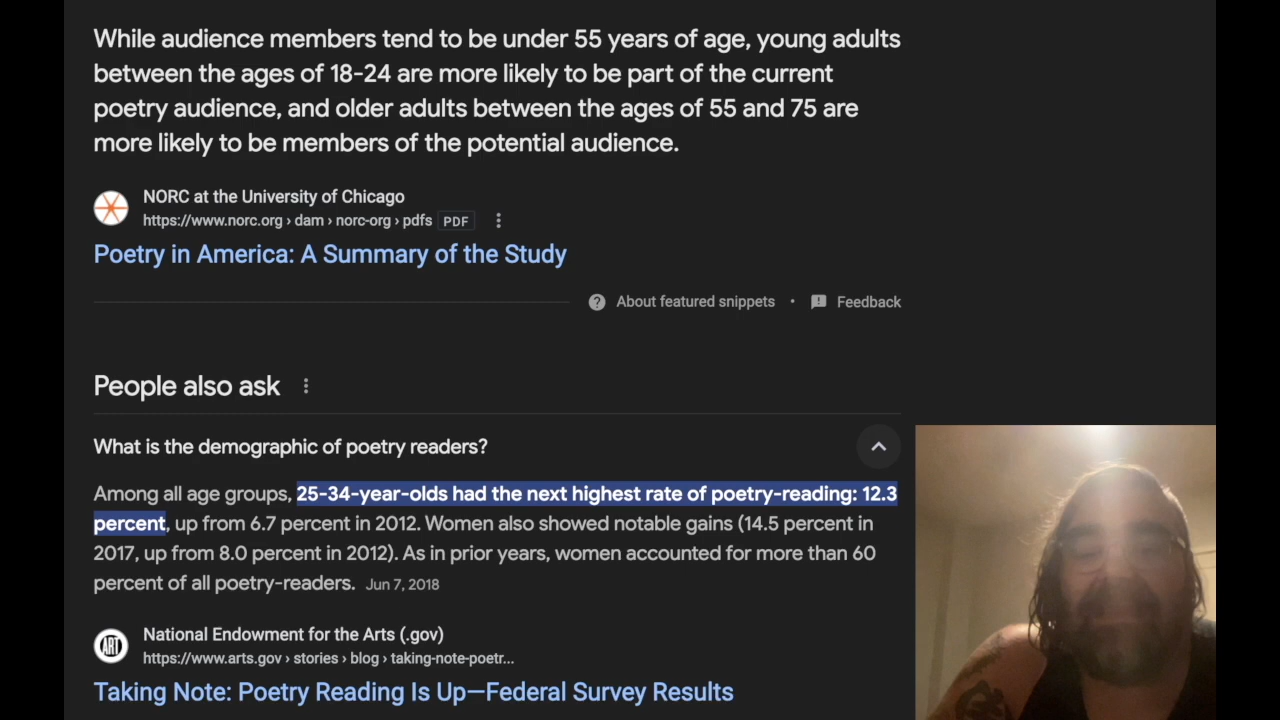 While audience members tend to be under 55 years of age, young adults
between the ages of 18-24 are more likely to be part of the current
poetry audience, and older adults between the ages of 55 and 75 are
more likely to be members of the potential audience.
NORC at the University of Chicago
https://www.norc.org › dam › norc-org › pdfs PDF
Poetry in America: A Summary of the Study
About featured snippets • Feedback
People also ask
What is the demographic of poetry readers?
Among all age groups, 25-34-year-olds had the next highest rate of poetry-reading: 12.3
percent, up from 6.7 percent in 2012. Women also showed notable gains (14.5 percent in
2017, up from 8.0 percent in 2012). As in prior years, women accounted for more than 60
percent of all poetry-readers. Jun 7, 2018
ART
National Endowment for the Arts (.gov)
https://www.arts.gov › stories › blog › taking-note-poetr...
Taking Note: Poetry Reading Is Up—Federal Survey Results